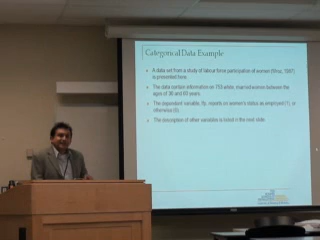 Categorical Data Example
A data set from a study of labour force participation of women (Mroz, 1987)
is presented here.
The data contain information on 753 white, married women between the
ages of 30 and 60 years.
The dependent variable, lfp, reports on women's status as employed (1), or
otherwise (0).
The description of other variables is listed in the next slide.